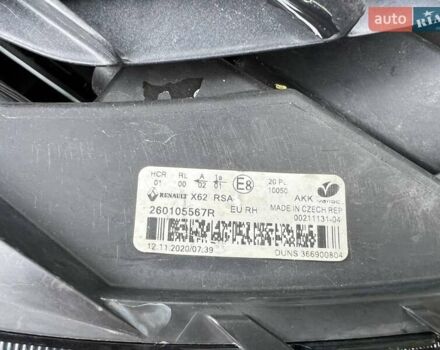 auto RIA
HCR RL A 1a 20 PL
01 00 02 01 E8 10050
RENAULT X62 RSA AKK
EU RH MADE IN CZECH REP
260105567R 00211131-04
12.11.2020/07:39 DUNS 366900804